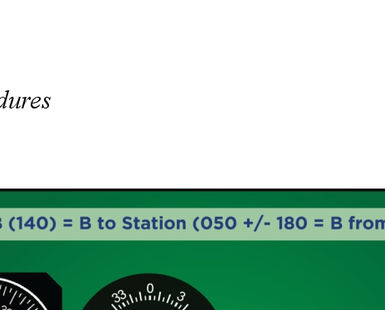 dures
(140) = B to Station (050 +/- 180 = B from
33 0 3